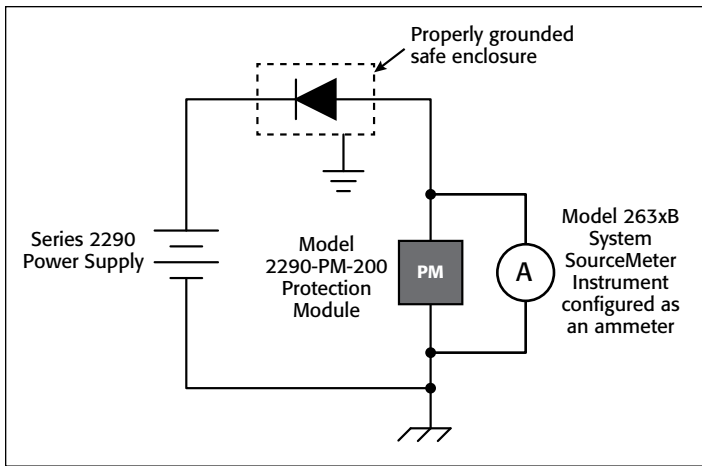 Properly grounded
safe enclosure
Series 2290
Power Supply
Model
2290-PM-200
Protection
Module
PM
A
Model 263xB
System
SourceMeter
Instrument
configured as
an ammeter